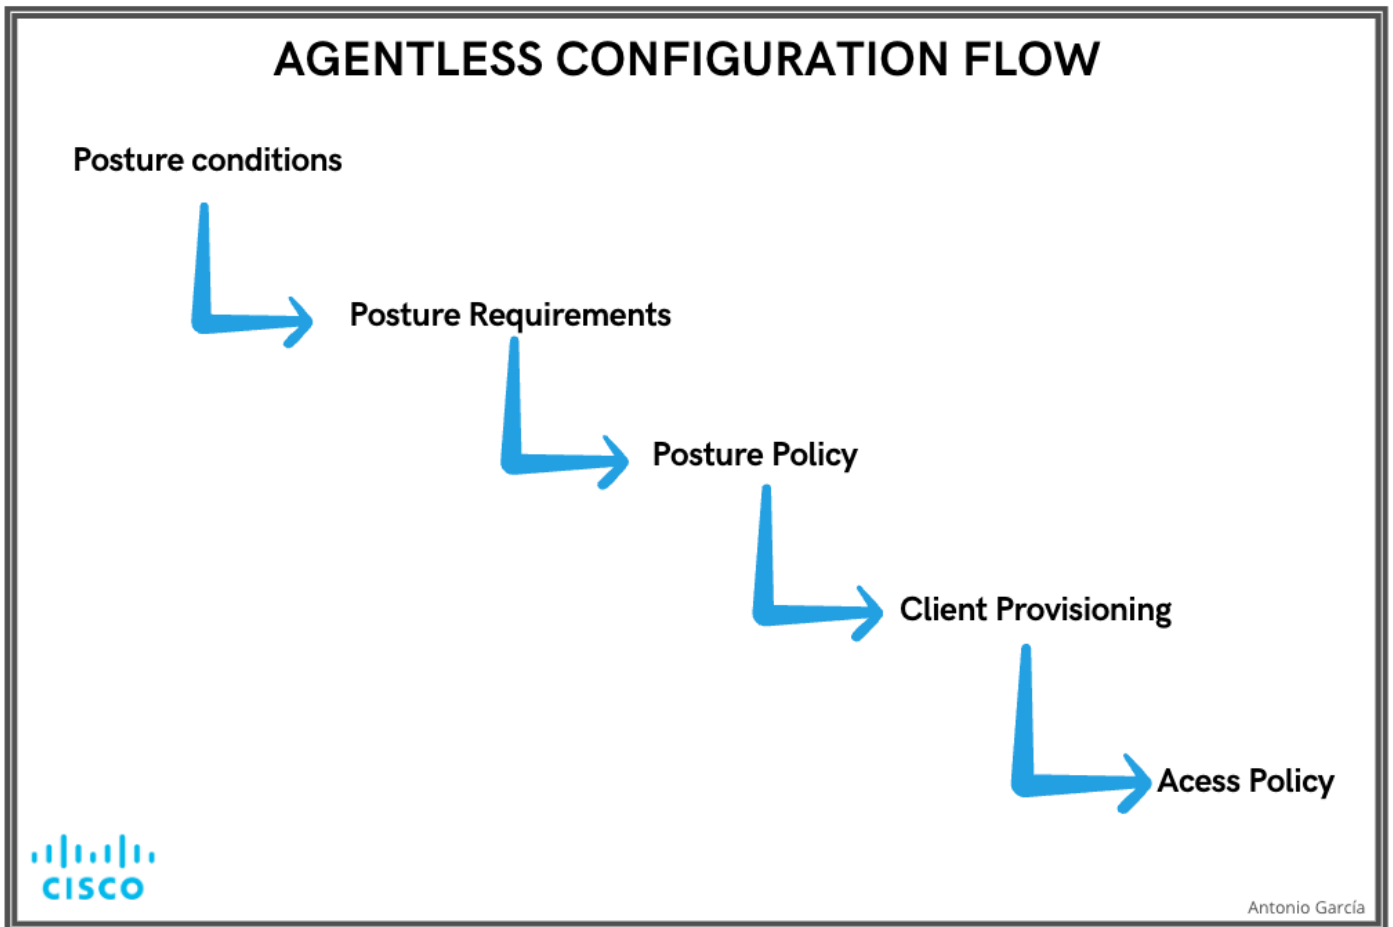 AGENTLESS CONFIGURATION FLOW
Posture conditions
Posture Requirements
Posture Policy
Client Provisioning
Acess Policy
CISCO
Antonio García